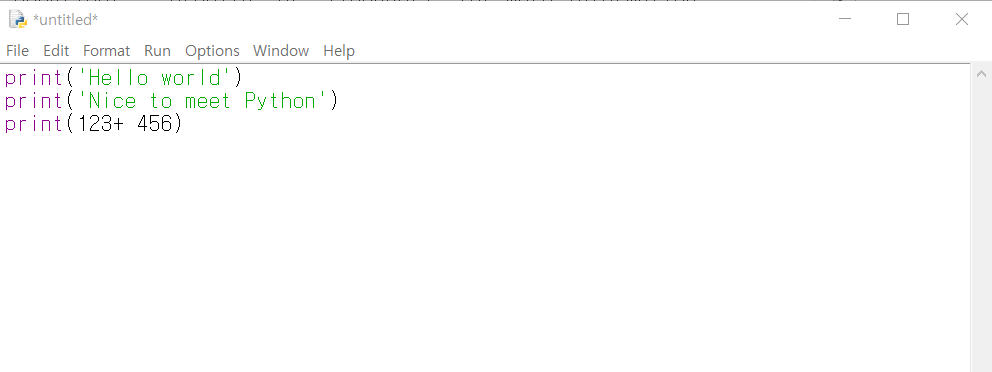 *untitled*
File Edit Format Run Options Window Help
print('Hello world')
print('Nice to meet Python')
print(123+ 456)